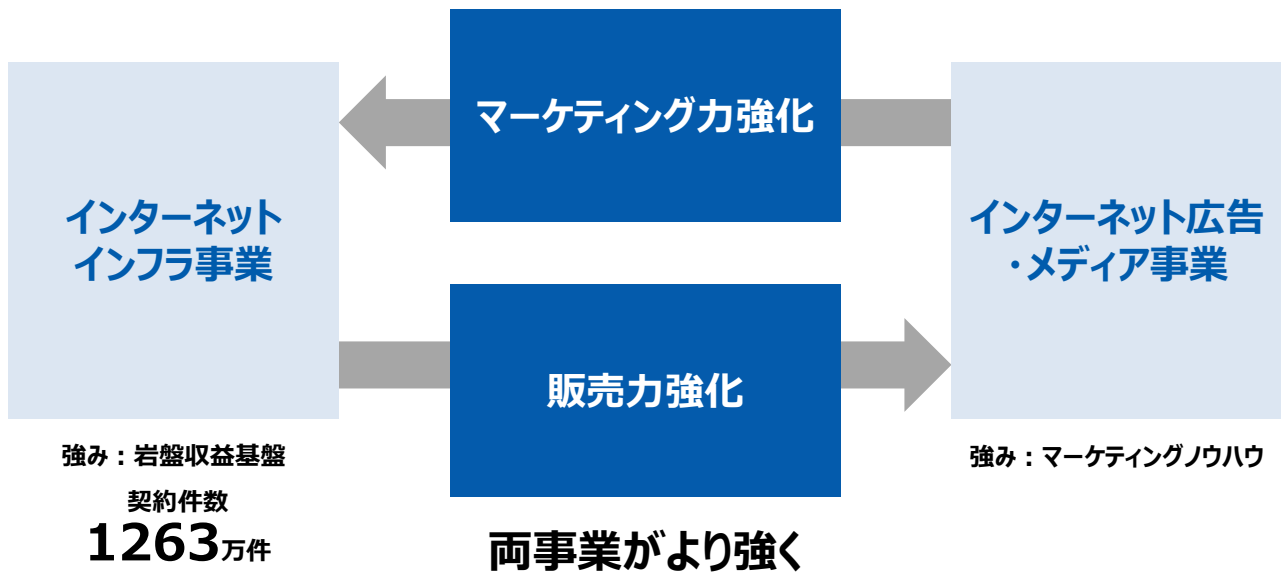 マーケティング力強化
インターネット
インフラ事業
インターネット広告
・メディア事業
販売力強化
強み：岩盤収益基盤
契約件数
1263万件
強み：マーケティングノウハウ
両事業がより強く